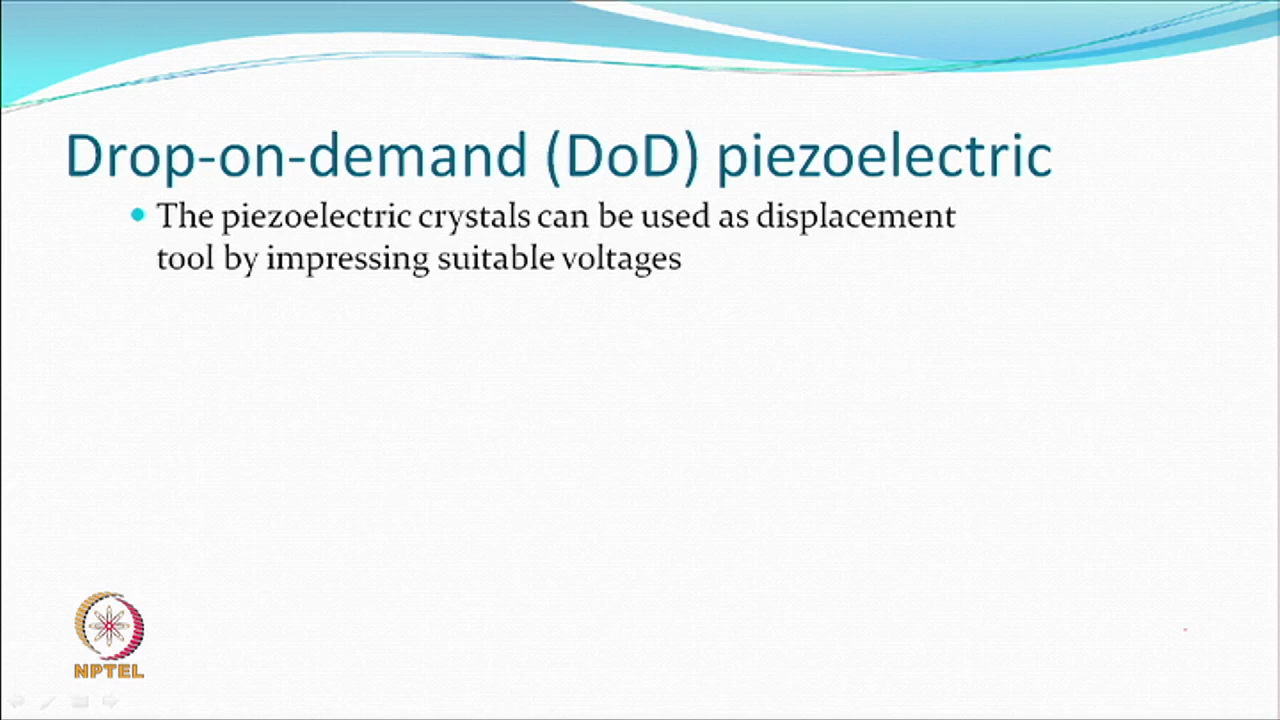 Drop-on-demand (DoD) piezoelectric
The piezoelectric crystals can be used as displacement
tool by impressing suitable voltages
NPTEL